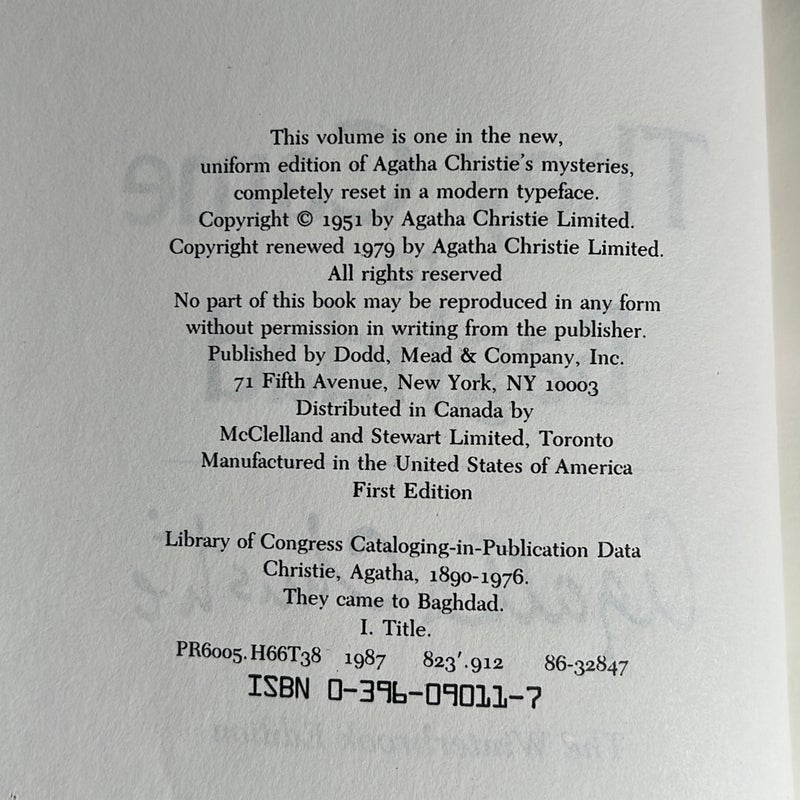 This volume is one in the new,
uniform edition of Agatha Christie's mysteries,
completely reset in a modern typeface.
Copyright © 1951 by Agatha Christie Limited.
Copyright renewed 1979 by Agatha Christie Limited.
All rights reserved
No part of this book may be reproduced in any form
without permission in writing from the publisher.
Published by Dodd, Mead & Company, Inc.
71 Fifth Avenue, New York, NY 10003
Distributed in Canada by
McClelland and Stewart Limited, Toronto
Manufactured in the United States of America
First Edition
Library of Congress Cataloging-in-Publication Data
Christie, Agatha, 1890-1976.
They came to Baghdad.
I. Title.
PR6005.H66T38 1987 823'.912 86-32847
ISBN 0-396-09011-7
The Winterbrook Edition